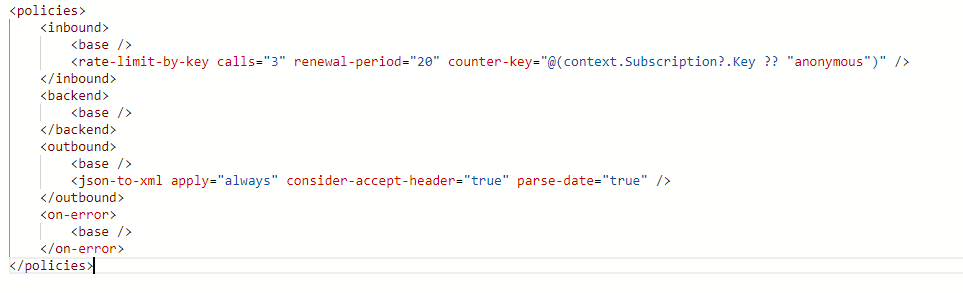 <policies>
    <inbound>
        <base />
        <rate-limit-by-key calls="3" renewal-period="20" counter-key="@(context.Subscription?.Key ?? "anonymous")" />
    </inbound>
    <backend>
        <base />
    </backend>
    <outbound>
        <base />
        <json-to-xml apply="always" consider-accept-header="true" parse-date="true" />
    </outbound>
    <on-error>
        <base />
    </on-error>
</policies>